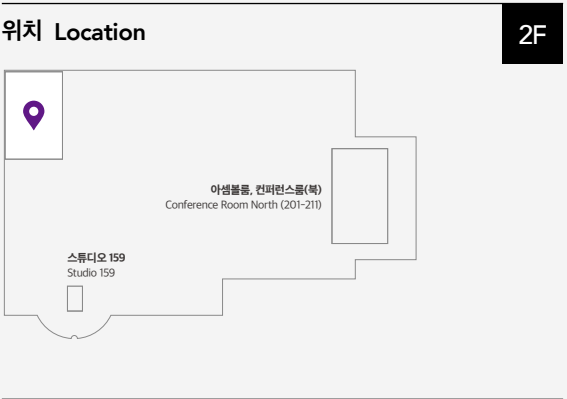 위치 Location
2F
아셈볼룸, 컨퍼런스룸(북)
Conference Room North (201-211)
스튜디오 159
Studio 159